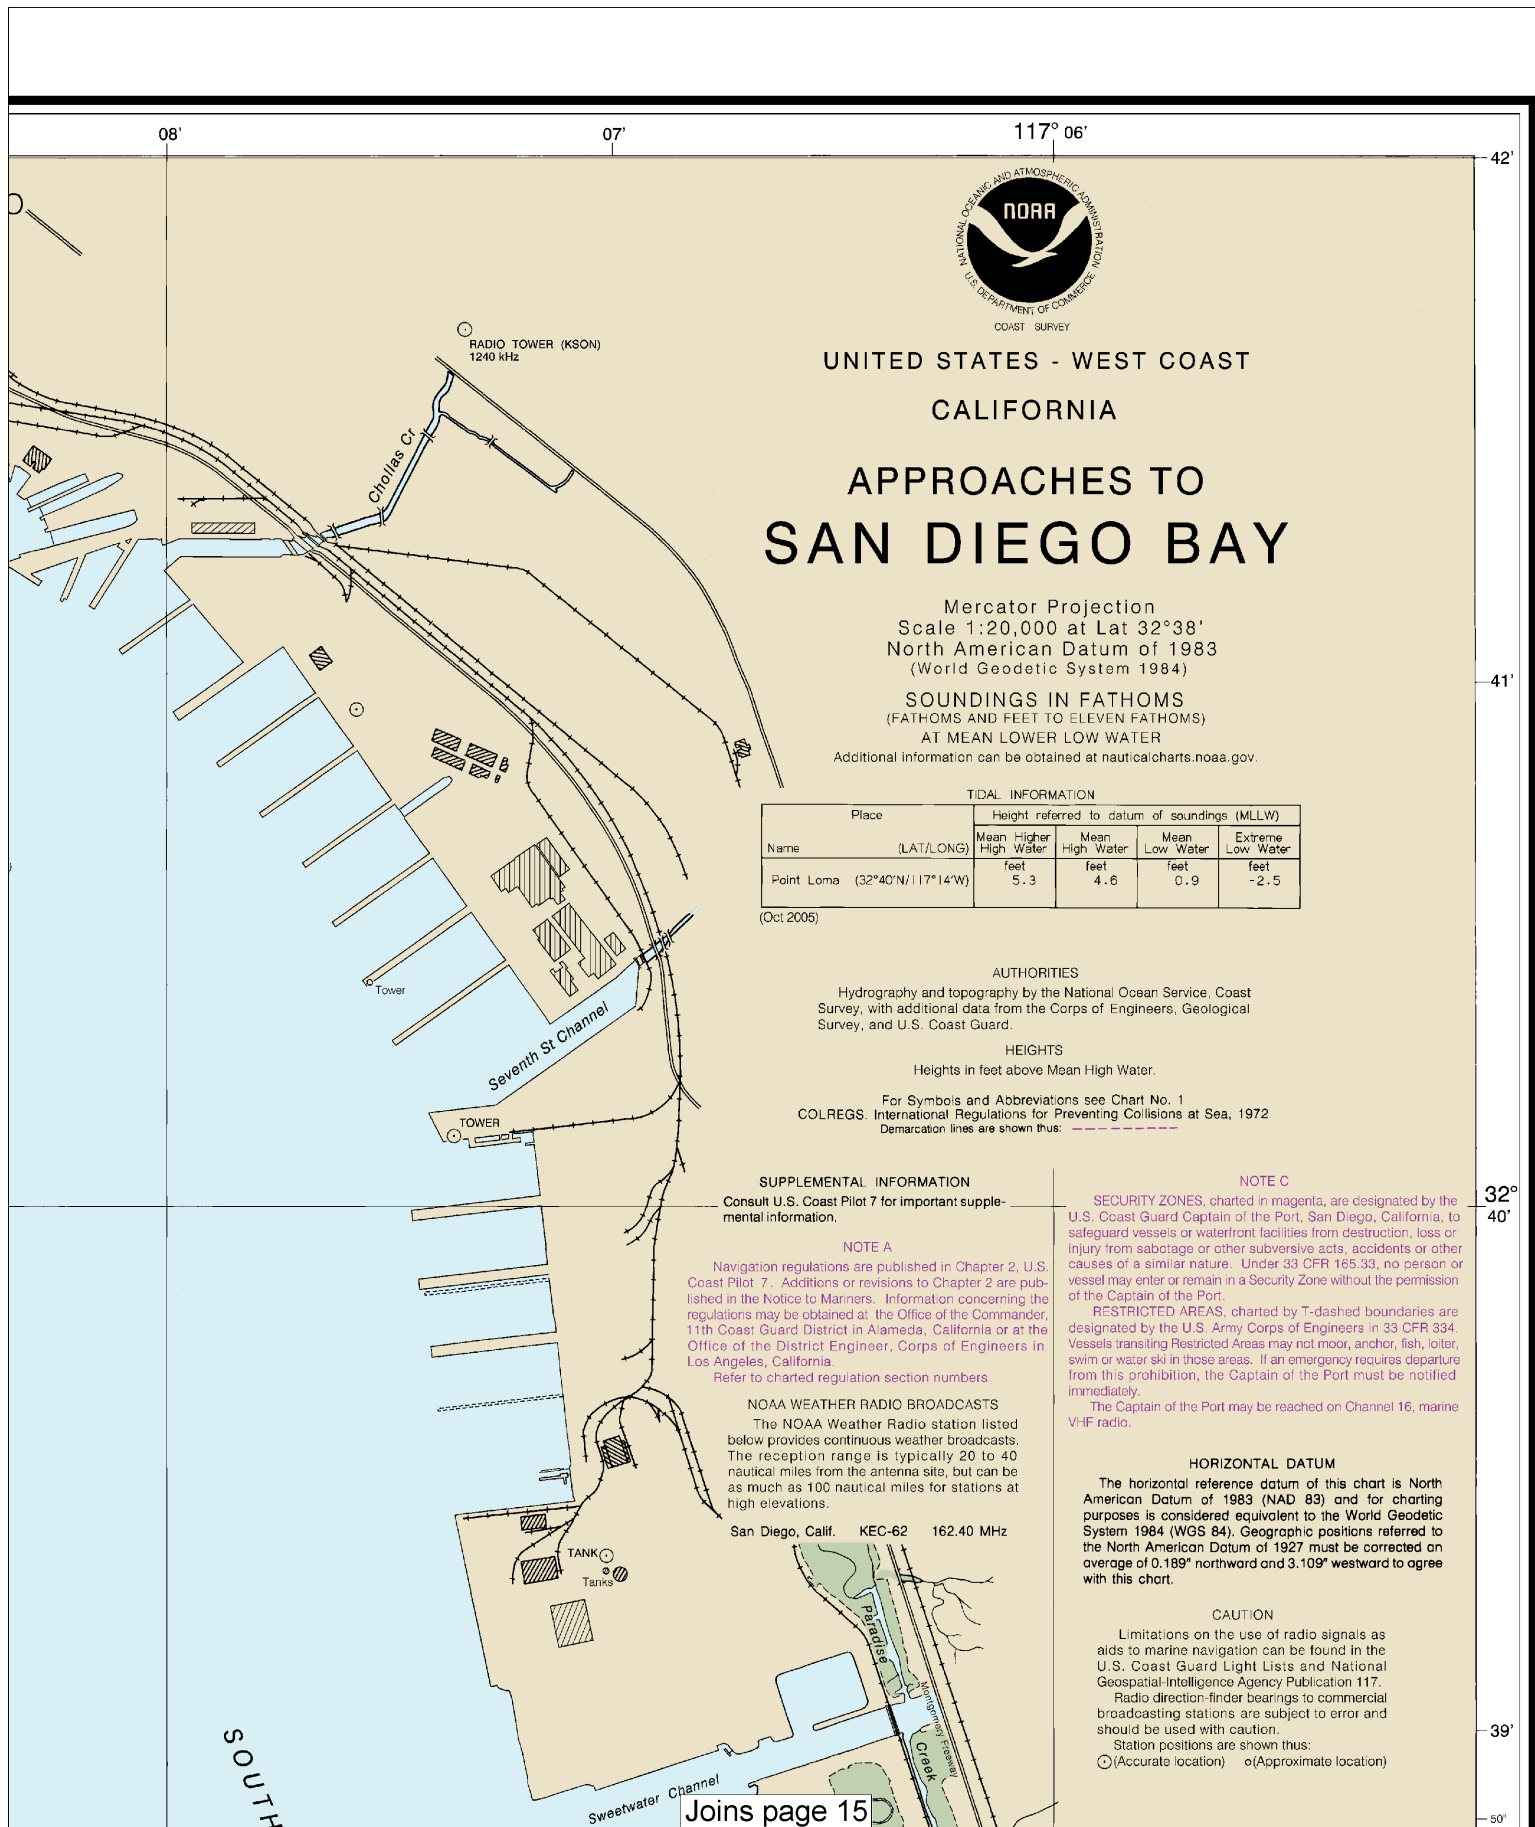 08'
07'
117° 06'
42'
NATIONAL OCEANIC AND ATMOSPHERIC ADMINISTRATION
NOAA
U.S. DEPARTMENT OF COMMERCE
COAST SURVEY
RADIO TOWER (KSON)
1240 kHz
UNITED STATES - WEST COAST
CALIFORNIA
Chollas Cr
APPROACHES TO
SAN DIEGO BAY
Mercator Projection
Scale 1:20,000 at Lat 32°38'
North American Datum of 1983
(World Geodetic System 1984)
41'
SOUNDINGS IN FATHOMS
(FATHOMS AND FEET TO ELEVEN FATHOMS)
AT MEAN LOWER LOW WATER
Additional information can be obtained at nauticalcharts.noaa.gov.
TIDAL INFORMATION
Place
Height referred to datum of soundings (MLLW)
Name (LAT/LONG)
Mean Higher High Water
Mean High Water
Mean Low Water
Extreme Low Water
feet feet feet feet
Point Loma (32°40'N/117°14'W) 5.3 4.6 0.9 -2.5
(Oct 2005)
Tower
AUTHORITIES
Hydrography and topography by the National Ocean Service, Coast
Survey, with additional data from the Corps of Engineers, Geological
Survey, and U.S. Coast Guard.
Seventh St Channel
HEIGHTS
Heights in feet above Mean High Water.
For Symbols and Abbreviations see Chart No. 1
COLREGS. International Regulations for Preventing Collisions at Sea, 1972
Demarcation lines are shown thus:
TOWER
SUPPLEMENTAL INFORMATION
Consult U.S. Coast Pilot 7 for important supple-
mental information.
NOTE A
Navigation regulations are published in Chapter 2, U.S.
Coast Pilot 7. Additions or revisions to Chapter 2 are pub-
lished in the Notice to Mariners. Information concerning the
regulations may be obtained at the Office of the Commander,
11th Coast Guard District in Alameda, California or at the
Office of the District Engineer, Corps of Engineers in
Los Angeles, California.
Refer to charted regulation section numbers.
NOAA WEATHER RADIO BROADCASTS
The NOAA Weather Radio station listed
below provides continuous weather broadcasts.
The reception range is typically 20 to 40
nautical miles from the antenna site, but can be
as much as 100 nautical miles for stations at
high elevations.
San Diego, Calif. KEC-62 162.40 MHz
NOTE C
SECURITY ZONES, charted in magenta, are designated by the
U.S. Coast Guard Captain of the Port, San Diego, California, to
safeguard vessels or waterfront facilities from destruction, loss or
injury from sabotage or other subversive acts, accidents or other
causes of a similar nature. Under 33 CFR 165.33, no person or
vessel may enter or remain in a Security Zone without the permission
of the Captain of the Port.
RESTRICTED AREAS, charted by T-dashed boundaries are
designated by the U.S. Army Corps of Engineers in 33 CFR 334.
Vessels transiting Restricted Areas may not moor, anchor, fish, loiter,
swim or water ski in those areas. If an emergency requires departure
from this prohibition, the Captain of the Port must be notified
immediately.
The Captain of the Port may be reached on Channel 16, marine
VHF radio.
32°
40'
HORIZONTAL DATUM
The horizontal reference datum of this chart is North
American Datum of 1983 (NAD 83) and for charting
purposes is considered equivalent to the World Geodetic
System 1984 (WGS 84). Geographic positions referred to
the North American Datum of 1927 must be corrected an
average of 0.189" northward and 3.109" westward to agree
with this chart.
TANK
Tanks
CAUTION
Limitations on the use of radio signals as
aids to marine navigation can be found in the
U.S. Coast Guard Light Lists and National
Geospatial-Intelligence Agency Publication 117.
Radio direction-finder bearings to commercial
broadcasting stations are subject to error and
should be used with caution.
Station positions are shown thus:
(Accurate location) o(Approximate location)
39'
Paradise
Creek
Montgomery Freeway
SOUTH
Sweetwater Channel
Joins page 15
50"